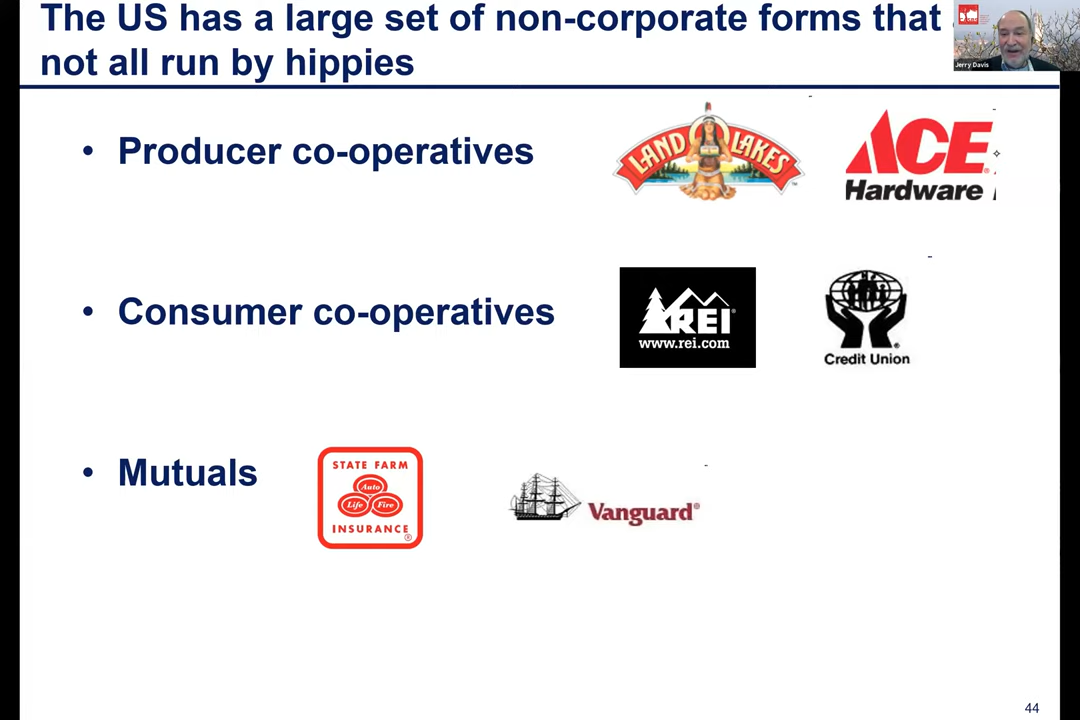 The US has a large set of non-corporate forms that
not all run by hippies
Jerry Davis
• Producer co-operatives
LAND O LAKES
™
ACE
Hardware
• Consumer co-operatives
REI
www.rei.com
Credit Union
• Mutuals
STATE FARM
Auto
Life Fire
INSURANCE
Vanguard®
44